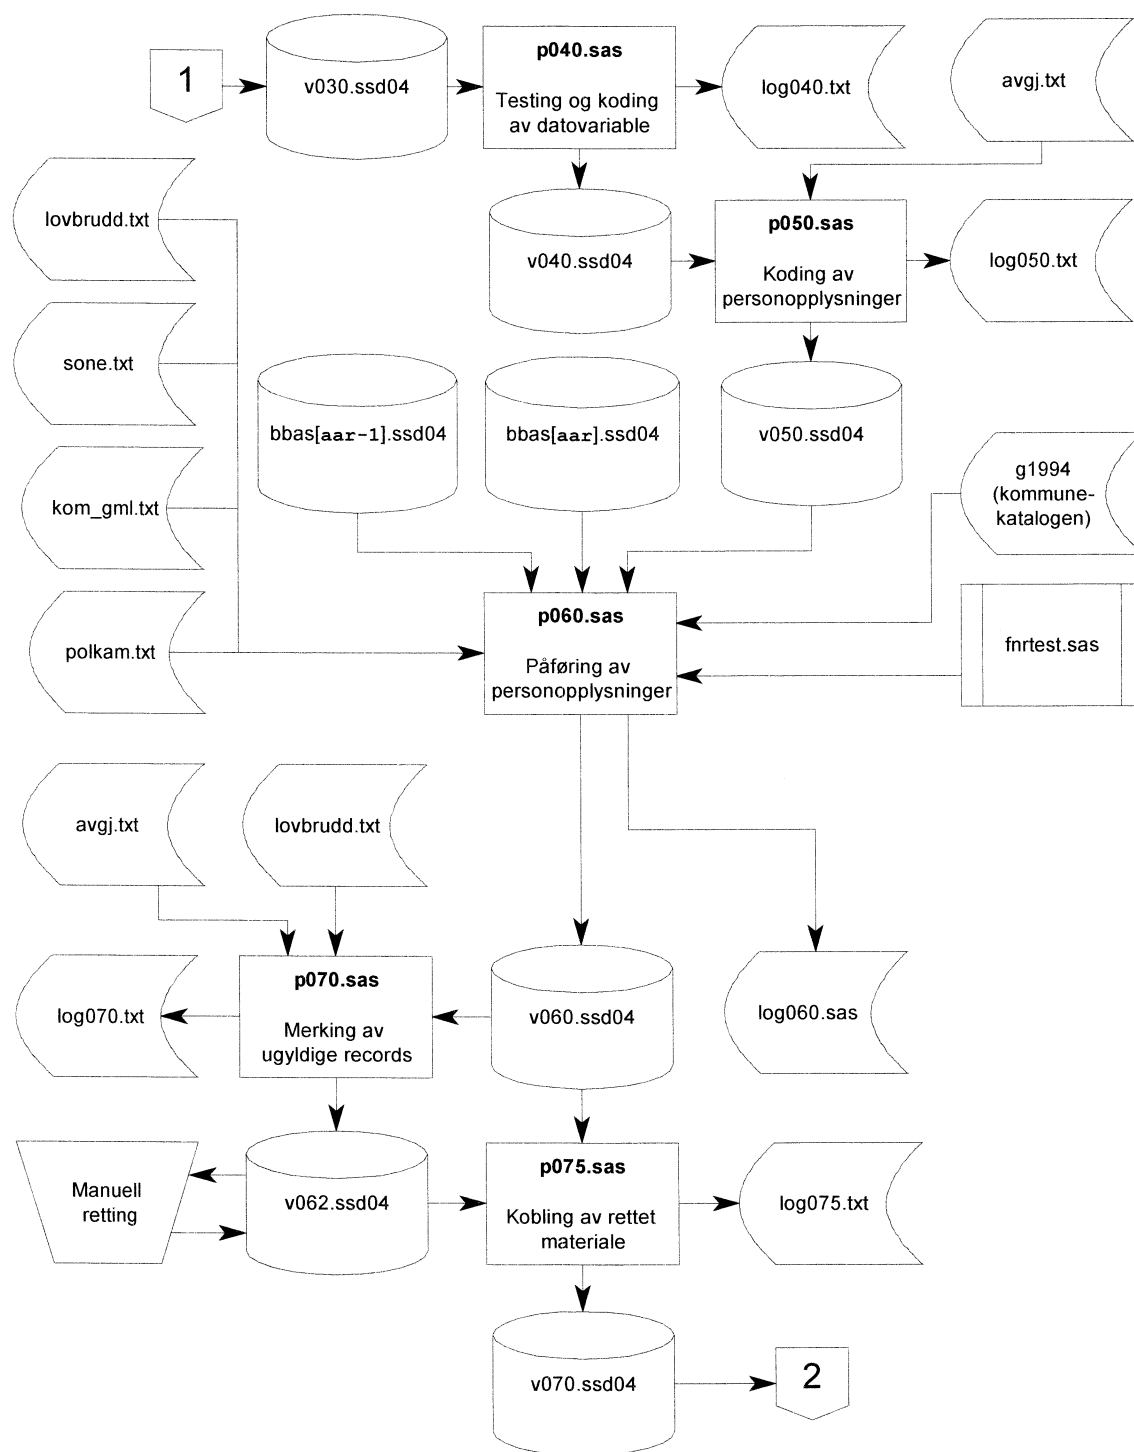 1
v030.ssd04
p040.sas
Testing og koding
av datovariable
log040.txt
avgj.txt
lovbrudd.txt
v040.ssd04
p050.sas
Koding av
personopplysninger
log050.txt
sone.txt
bbas[aar-1].ssd04
bbas[aar].ssd04
v050.ssd04
kom_gml.txt
g1994
(kommune-
katalogen)
polkam.txt
p060.sas
Påføring av
personopplysninger
fnrtest.sas
avgj.txt
lovbrudd.txt
log070.txt
p070.sas
Merking av
ugyldige records
v060.ssd04
log060.sas
Manuell
retting
v062.ssd04
p075.sas
Kobling av rettet
materiale
log075.txt
v070.ssd04
2